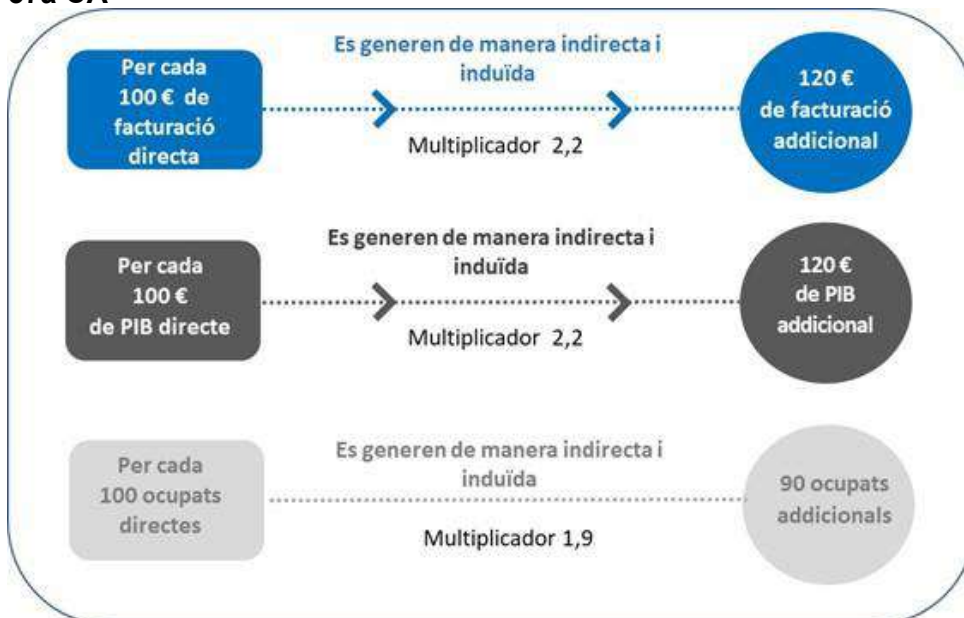 Per cada
100 € de
facturació
directa
Es generen de manera indirecta i
induïda
Multiplicador 2,2
120 €
de facturació
addicional
Per cada
100 €
de PIB directe
Es generen de manera indirecta i
induïda
Multiplicador 2,2
120 €
de PIB
addicional
Per cada
100 ocupats
directes
Es generen de manera indirecta i
induïda
Multiplicador 1,9
90 ocupats
addicionals